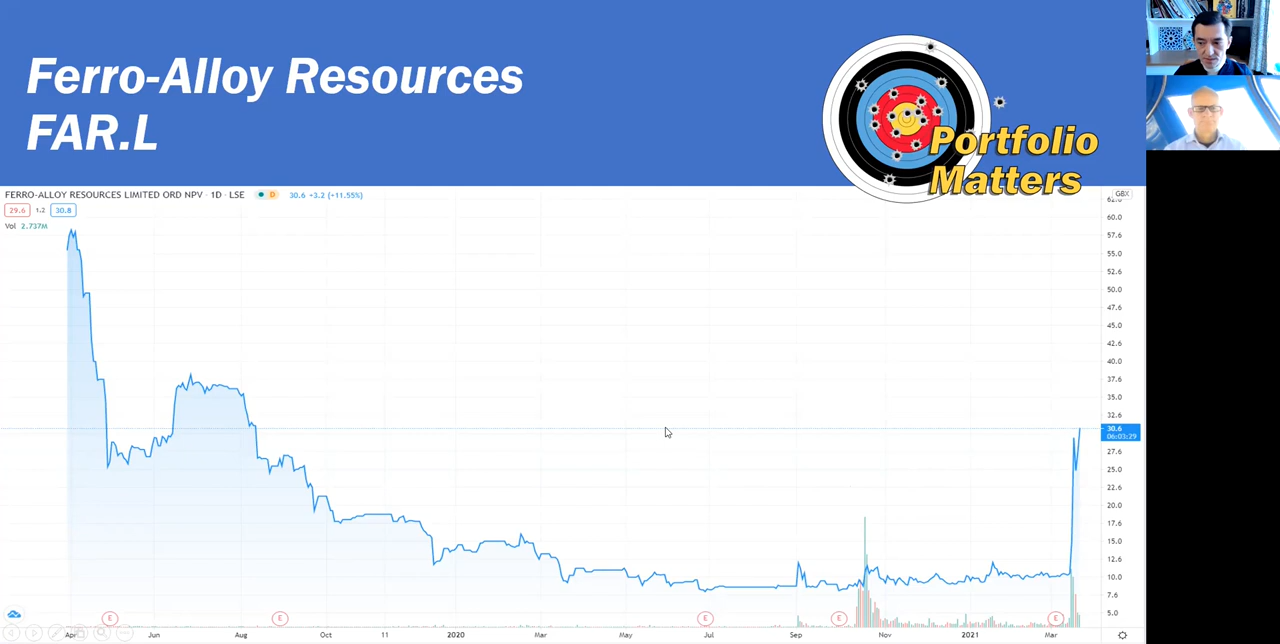 Ferro-Alloy Resources
FAR.L
Portfolio
Matters
FERRO-ALLOY RESOURCES LIMITED ORD NPV · 1D · LSE D 30.6 +3.2 (+11.55%)
29.6 1.2 30.8
Vol 2.737M
GBX
60.0
57.6
55.0
52.6
50.0
47.6
45.0
42.6
40.0
37.6
35.0
32.6
30.6
06:03:29
27.6
25.0
22.6
20.0
17.6
15.0
12.6
10.0
7.6
5.0
E E E E E
Apr Jun Aug Oct 11 2020 Mar May Jul Sep Nov 2021 Mar